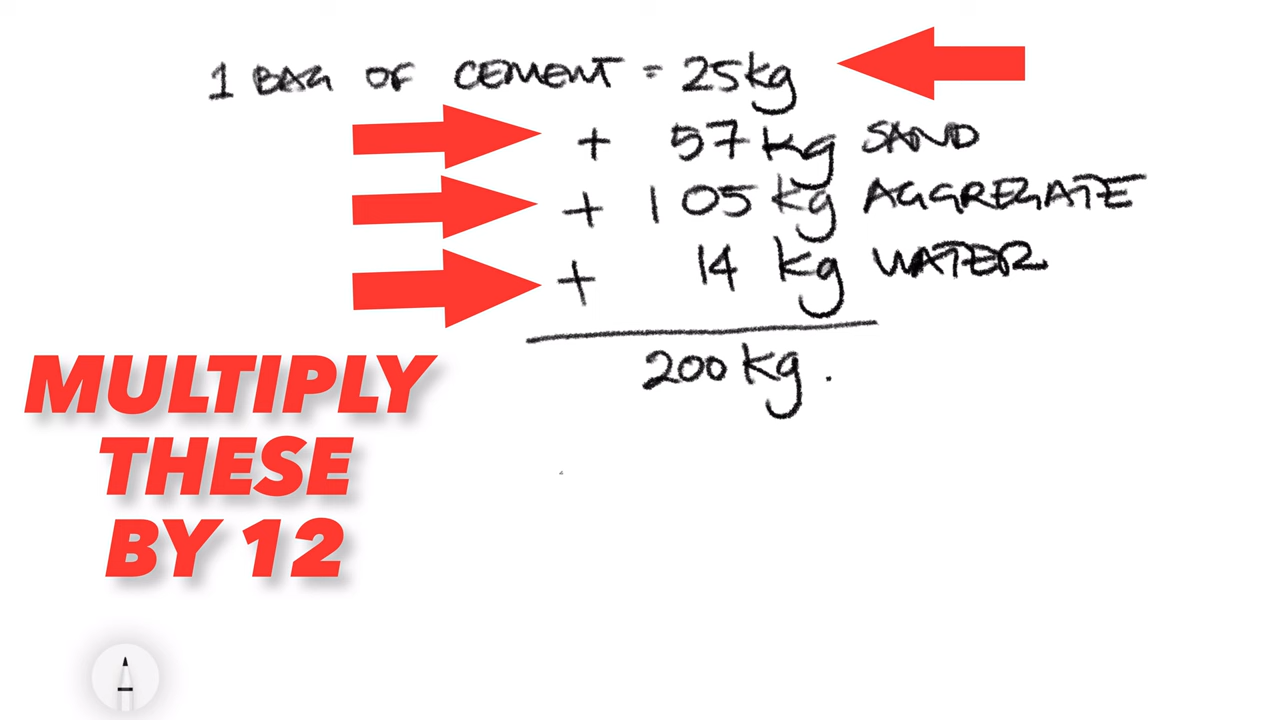 1 BAG OF CEMENT = 25kg
+ 57 kg SAND
+ 105 kg AGGREGATE
+ 14 kg WATER
200 kg.
MULTIPLY
THESE
BY 12